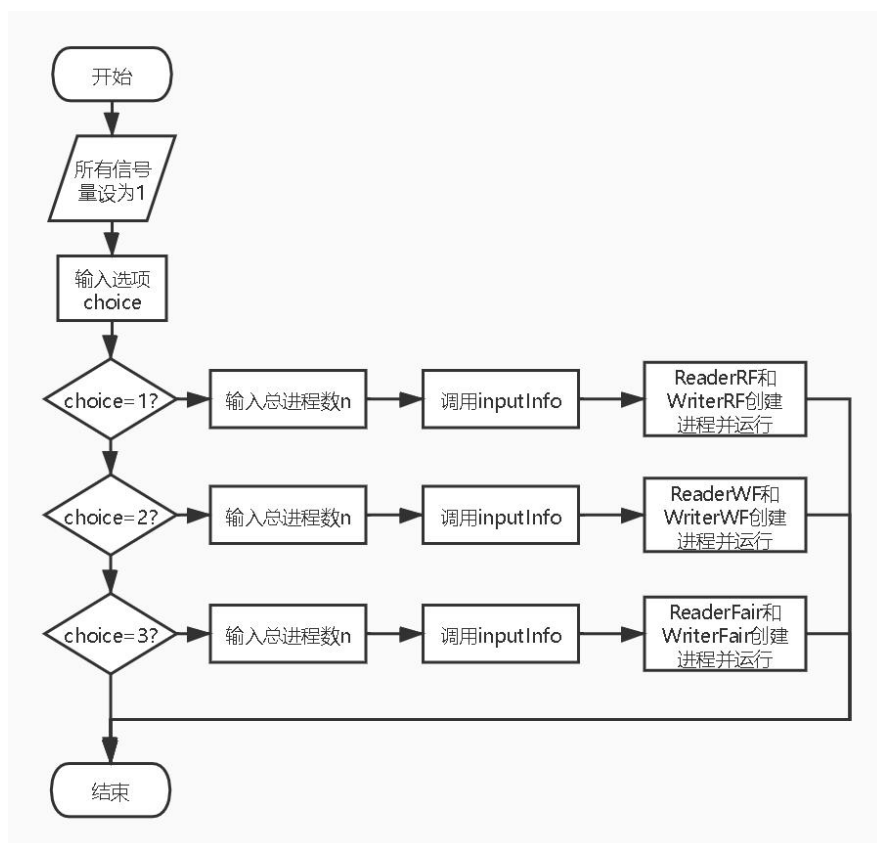 开始
所有信号
量设为1
输入选项
choice
choice=1?
输入总进程数n
调用inputInfo
ReaderRF和
WriterRF创建
进程并运行
choice=2?
输入总进程数n
调用inputInfo
ReaderWF和
WriterWF创建
进程并运行
choice=3?
输入总进程数n
调用inputInfo
ReaderFair和
WriterFair创建
进程并运行
结束